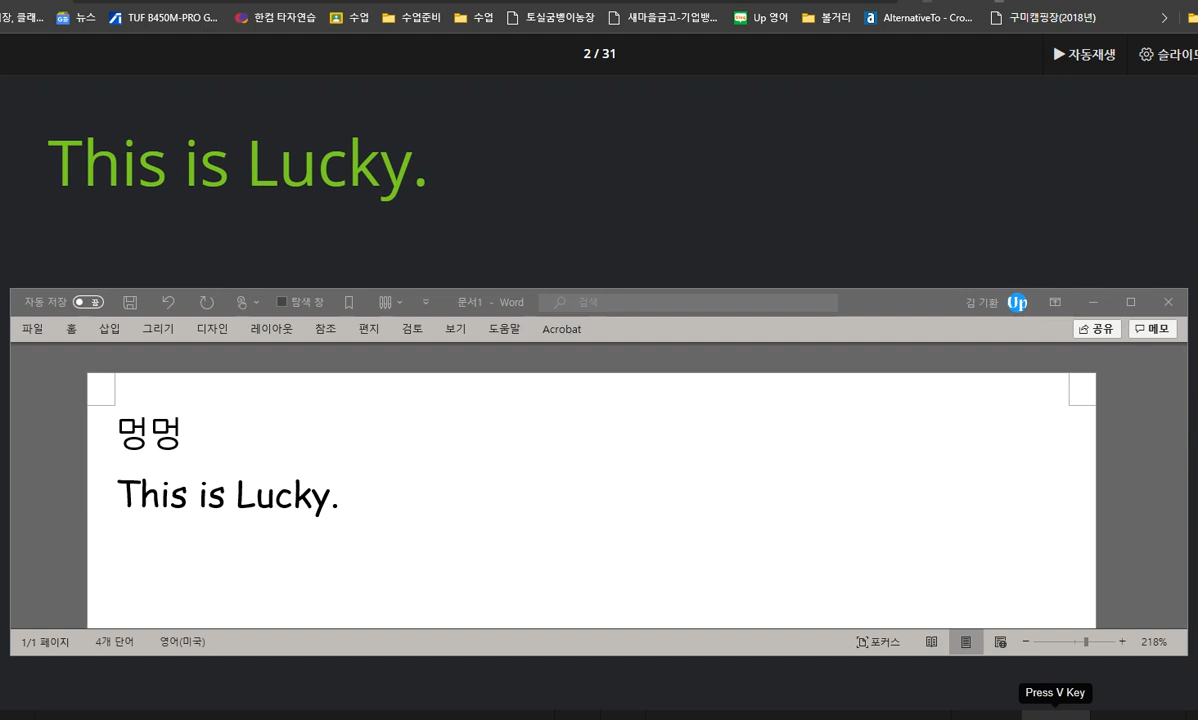 장, 클래... 뉴스 TUF B450M-PRO G... 한컴 타자연습 수업 수업준비 수업 토실굼벵이농장 새마을금고-기업뱅... Up 영어 볼거리 AlternativeTo - Cro... 구미캠핑장(2018년)
2 / 31 자동재생 슬라이드
This is Lucky.
자동 저장 끔 탐색 창 문서1 - Word 검색 김 기환 Up
파일 홈 삽입 그리기 디자인 레이아웃 참조 편지 검토 보기 도움말 Acrobat 공유 메모
멍멍
This is Lucky.
1/1 페이지 4개 단어 영어(미국) 포커스 218%
Press V Key